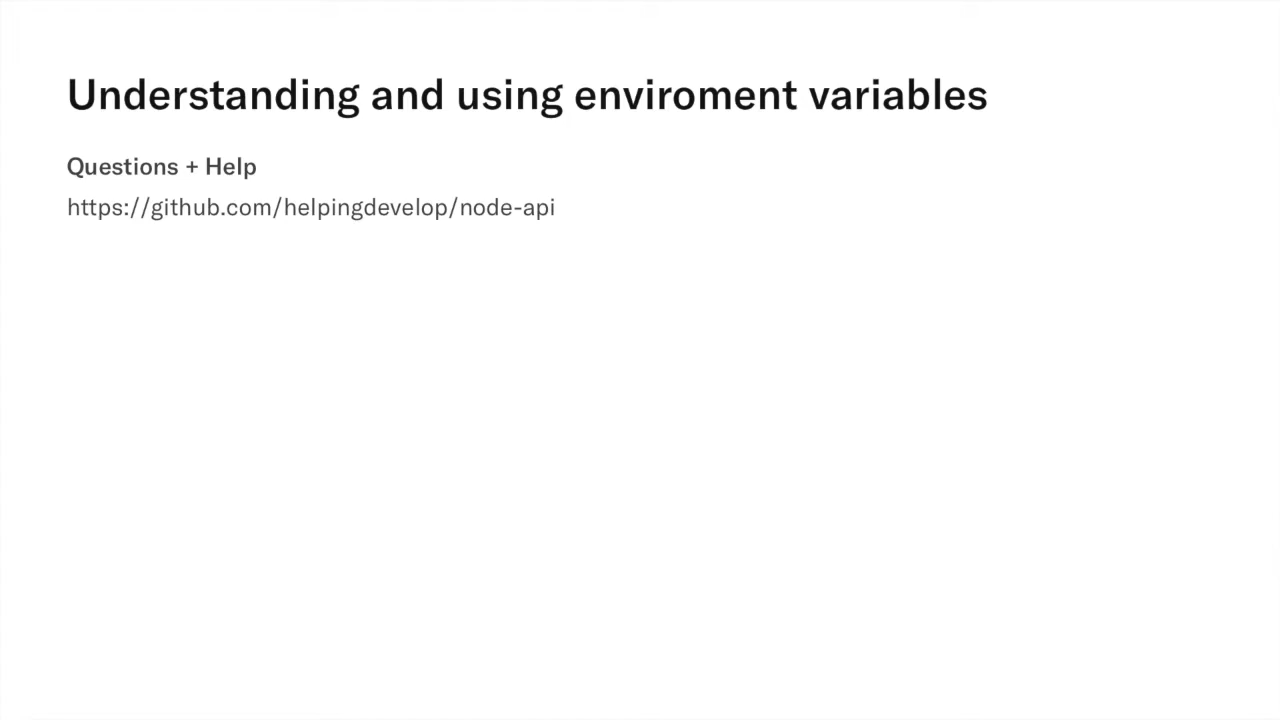 Understanding and using enviroment variables
Questions + Help
https://github.com/helpingdevelop/node-api